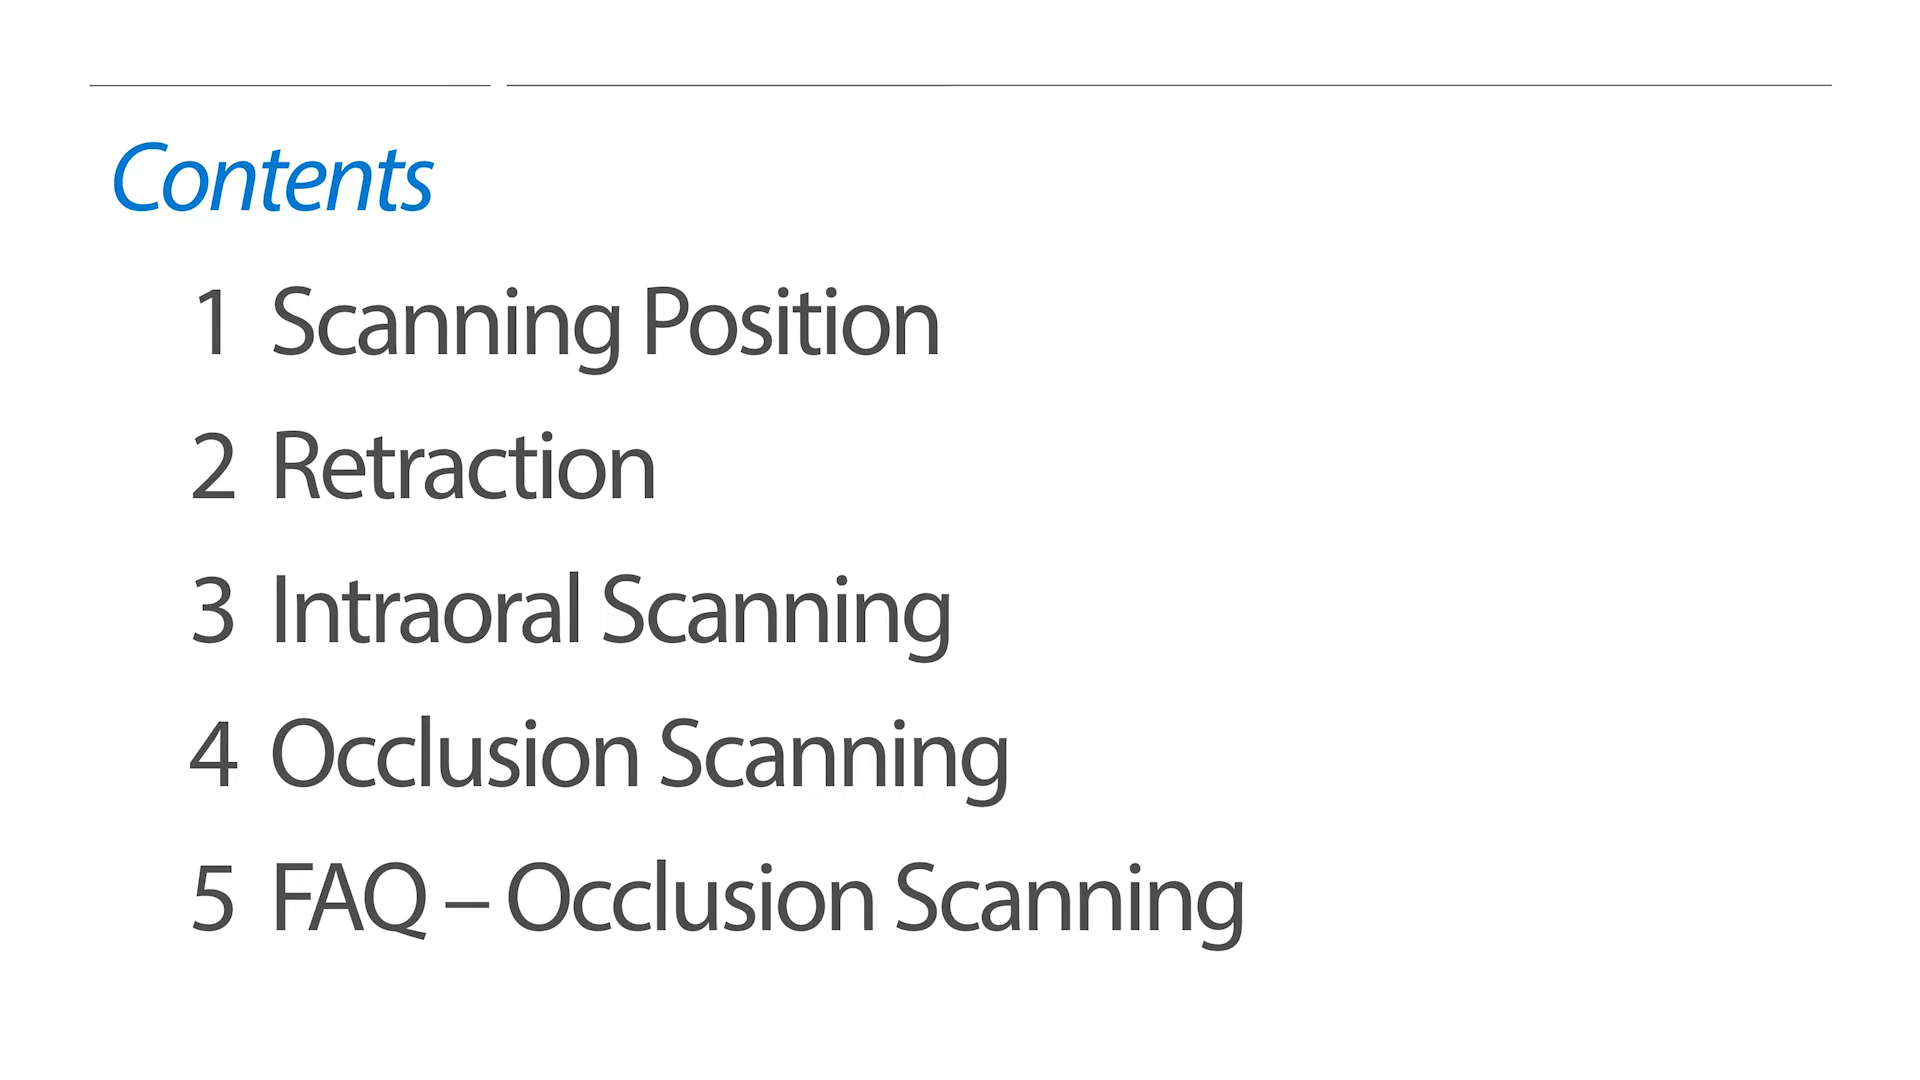 Contents
1 Scanning Position
2 Retraction
3 Intraoral Scanning
4 Occlusion Scanning
5 FAQ – Occlusion Scanning